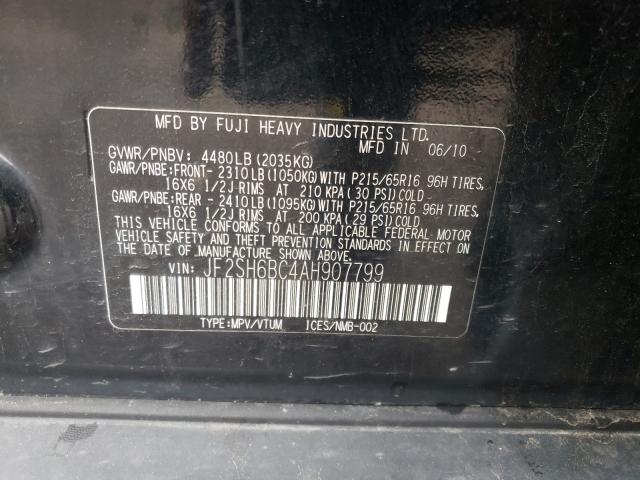 MFD BY FUJI HEAVY INDUSTRIES LTD.
MFD IN 06/10
GVWR/PNBV: 4480LB(2035KG)
GAWR/PNBE:FRONT- 2310LB(1050KG)WITH P215/65R16 96H TIRES,
16X6 1/2J RIMS AT 210 KPA(30 PSI)COLD
GAWR/PNBE:REAR - 2410LB(1095KG)WITH P215/65R16 96H TIRES,
16X6 1/2J RIMS AT 200 KPA(29 PSI)COLD
THIS VEHICLE CONFORMS TO ALL APPLICABLE FEDERAL MOTOR
VEHICLE SAFETY AND THEFT PREVENTION STANDARDS IN EFFECT
ON THE DATE OF MANUFACTURE SHOWN ABOVE.
VIN: JF2SH6BC4AH907799
TYPE:MPV/VTUM ICES/NMB-002